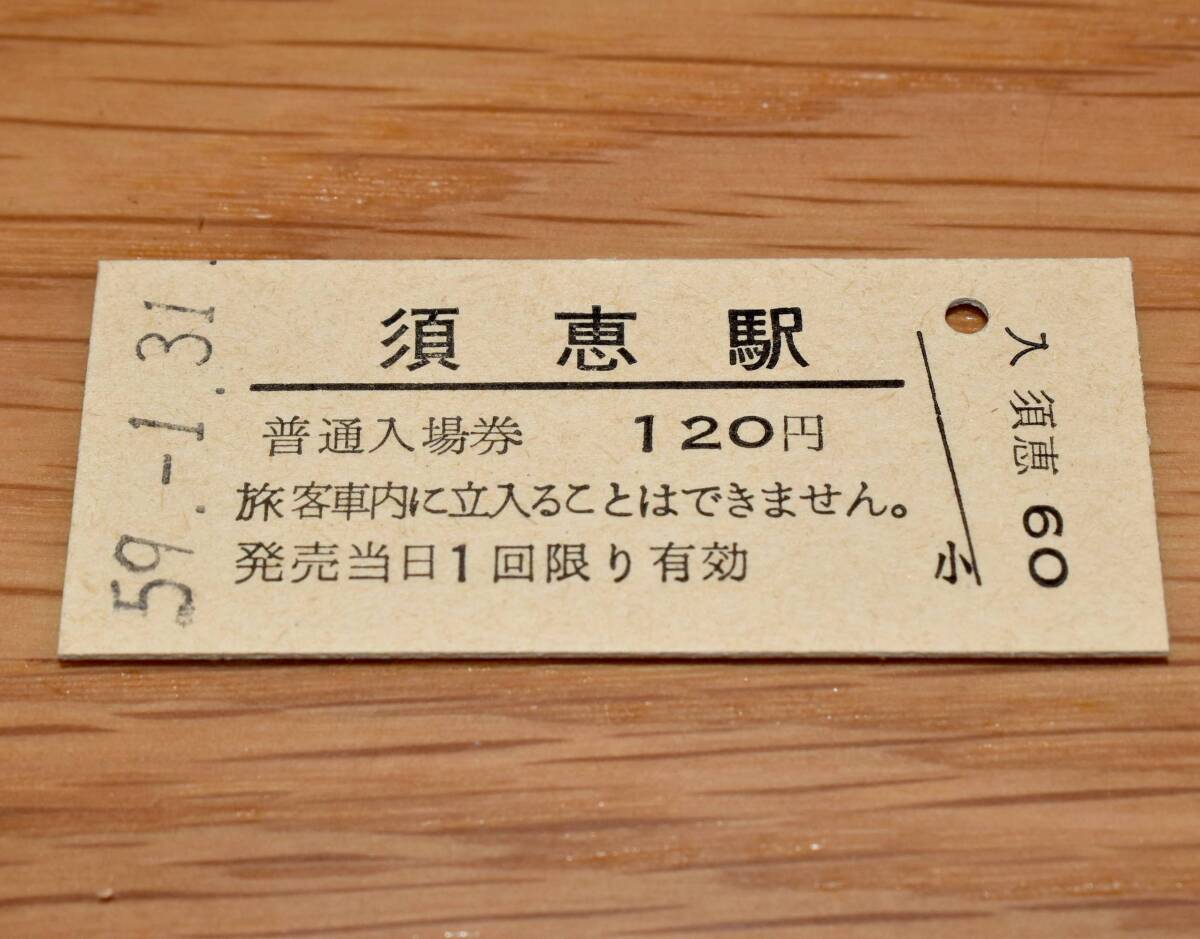 59.-1.31
須恵駅
普通入場券 120円
旅客車内に立入ることはできません。
発売当日1回限り有効
小
入 須恵 60